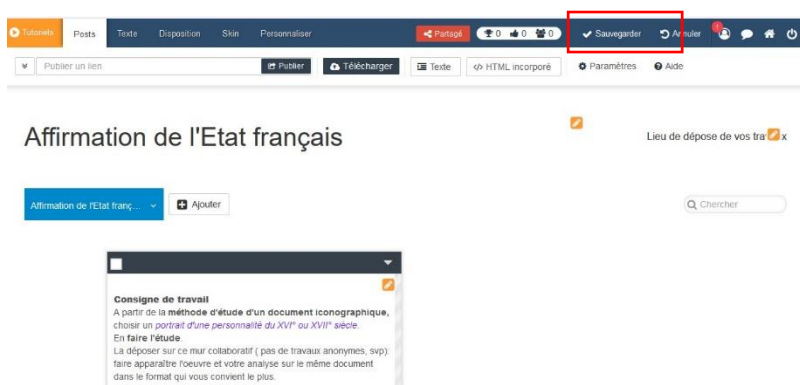 Tutoriels Posts Texte Disposition Skin Personnaliser Partagé 0 0 0 Sauvegarder Annuler 1
Publier un lien Publier Télécharger Texte </> HTML incorporé Paramètres Aide
Affirmation de l'Etat français
Lieu de dépose de vos tra x
Affirmation de l'Etat franç... Ajouter Chercher
Consigne de travail
A partir de la méthode d'étude d'un document iconographique,
choisir un portrait d'une personnalité du XVI° ou XVII° siècle.
En faire l'étude.
La déposer sur ce mur collaboratif ( pas de travaux anonymes, svp):
faire apparaître l'oeuvre et votre analyse sur le même document
dans le format qui vous convient le plus.